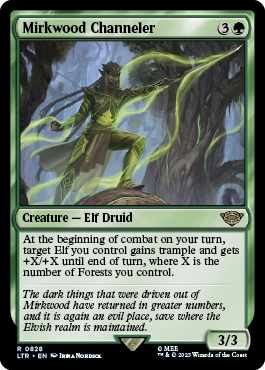 Mirkwood Channeler 3
Creature — Elf Druid
At the beginning of combat on your turn,
target Elf you control gains trample and gets
+X/+X until end of turn, where X is the
number of Forests you control.
The dark things that were driven out of
Mirkwood have returned in greater numbers,
and it is again an evil place, save where the
Elvish realm is maintained.
3/3
R 0826
LTR • EN Irina Nordsol
© MEE
™ & © 2023 Wizards of the Coast